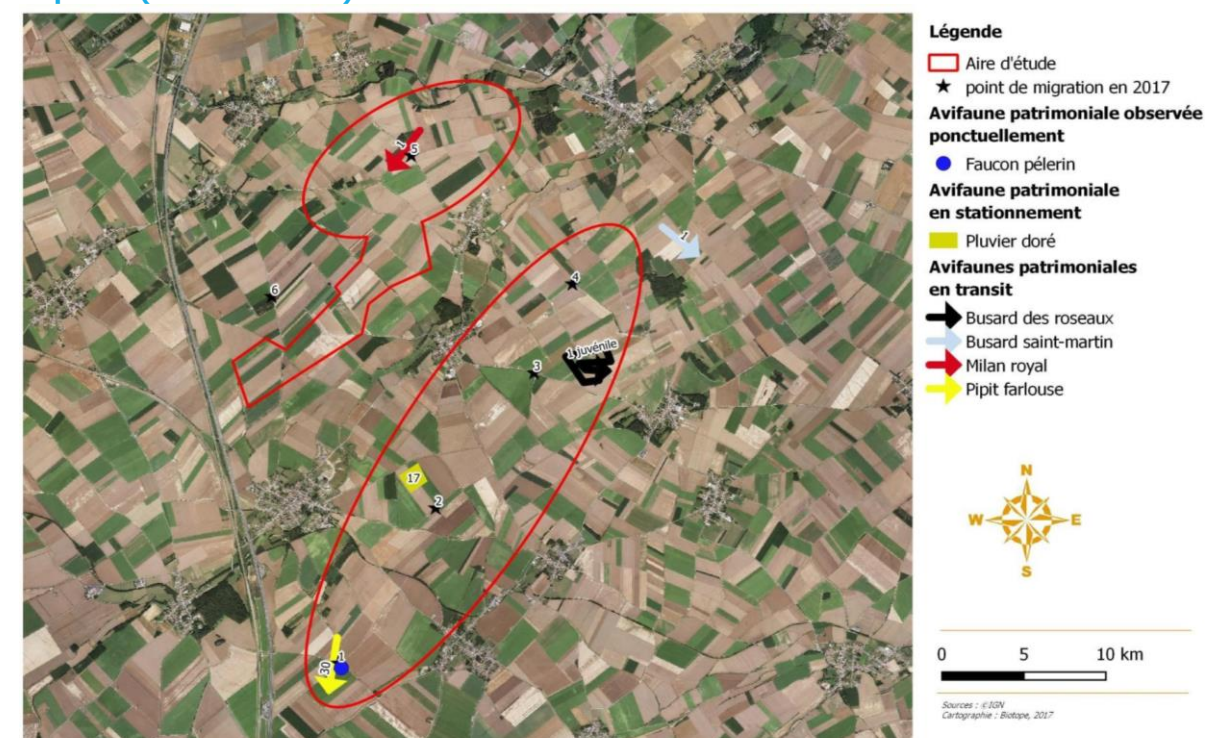 Légende
Aire d'étude
point de migration en 2017
Avifaune patrimoniale observée
ponctuellement
Faucon pélerin
Avifaune patrimoniale
en stationnement
Pluvier doré
Avifaunes patrimoniales
en transit
Busard des roseaux
Busard saint-martin
Milan royal
Pipit farlouse
1
5
1
4
6
1 juvénile
3
17
2
1
30
N
W
E
S
0 5 10 km
Sources : ©IGN
Cartographie : Biotope, 2017